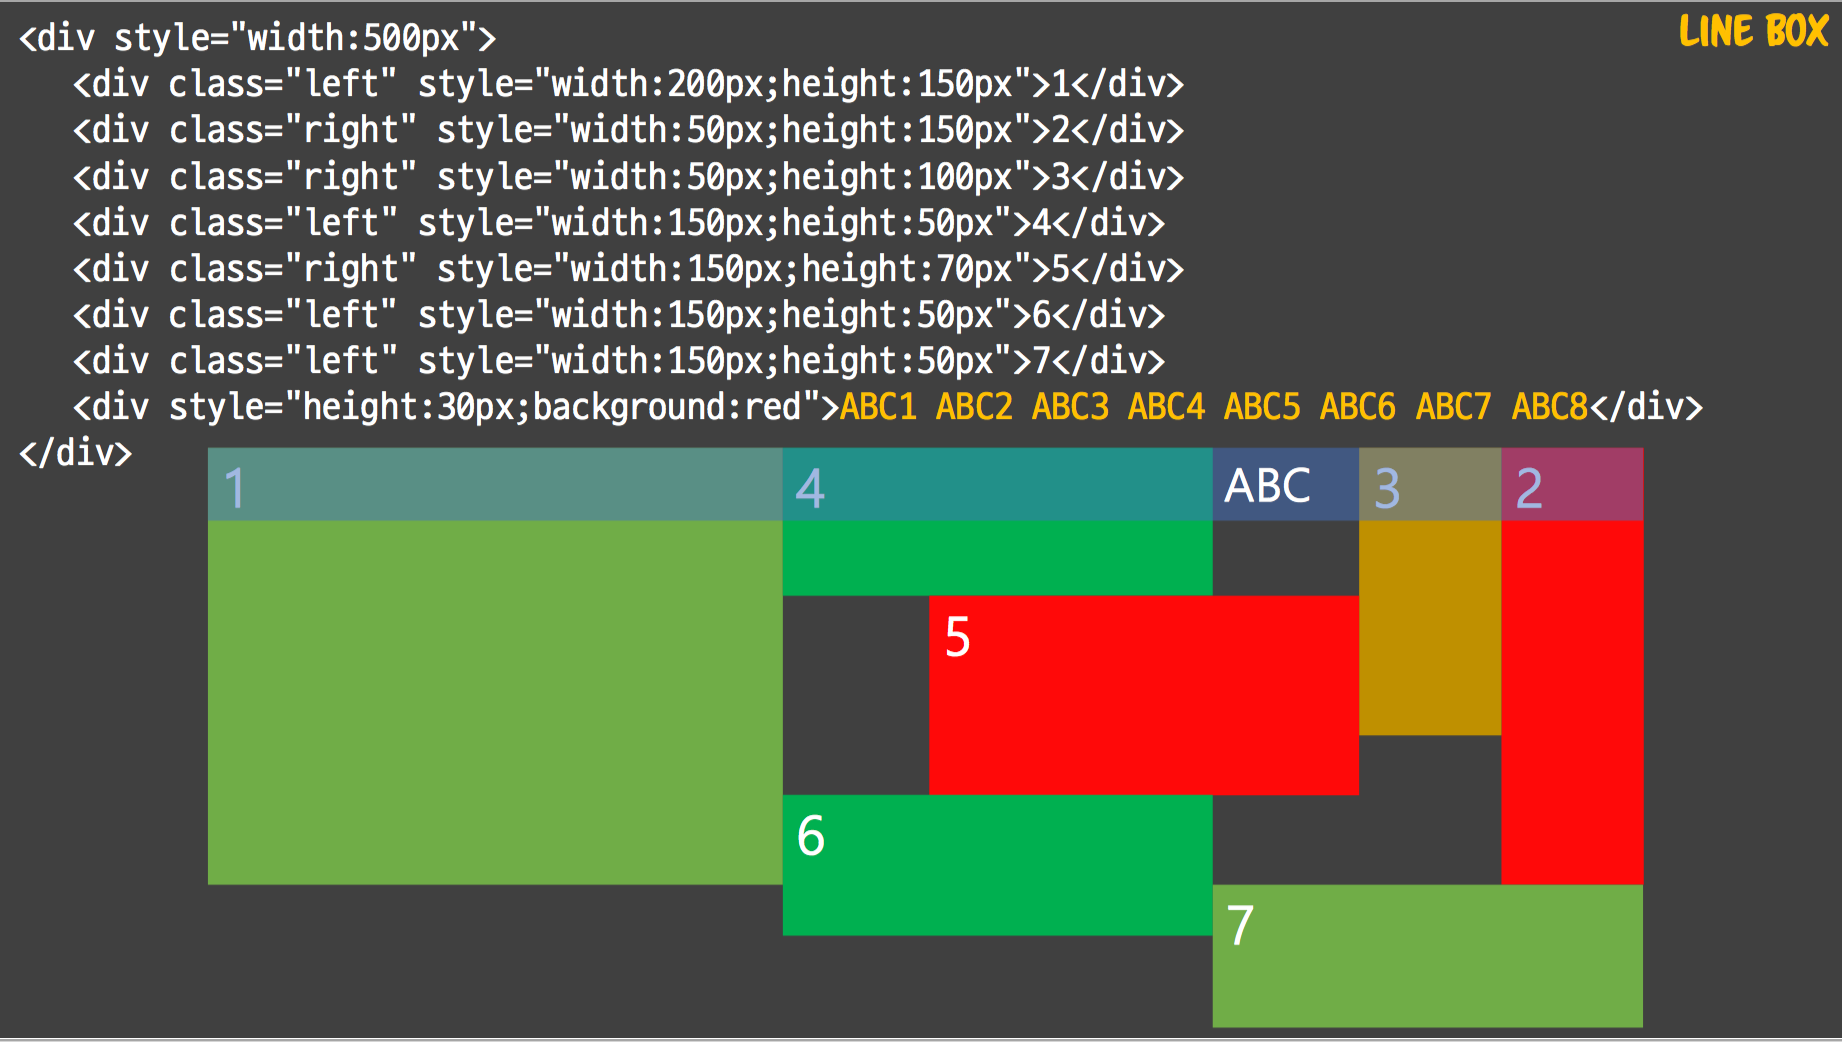 LINE BOX
<div style="width:500px">
<div class="left" style="width:200px;height:150px">1</div>
<div class="right" style="width:50px;height:150px">2</div>
<div class="right" style="width:50px;height:100px">3</div>
<div class="left" style="width:150px;height:50px">4</div>
<div class="right" style="width:150px;height:70px">5</div>
<div class="left" style="width:150px;height:50px">6</div>
<div class="left" style="width:150px;height:50px">7</div>
<div style="height:30px;background:red">ABC1 ABC2 ABC3 ABC4 ABC5 ABC6 ABC7 ABC8</div>
</div>
1 4 ABC 3 2
5
6
7